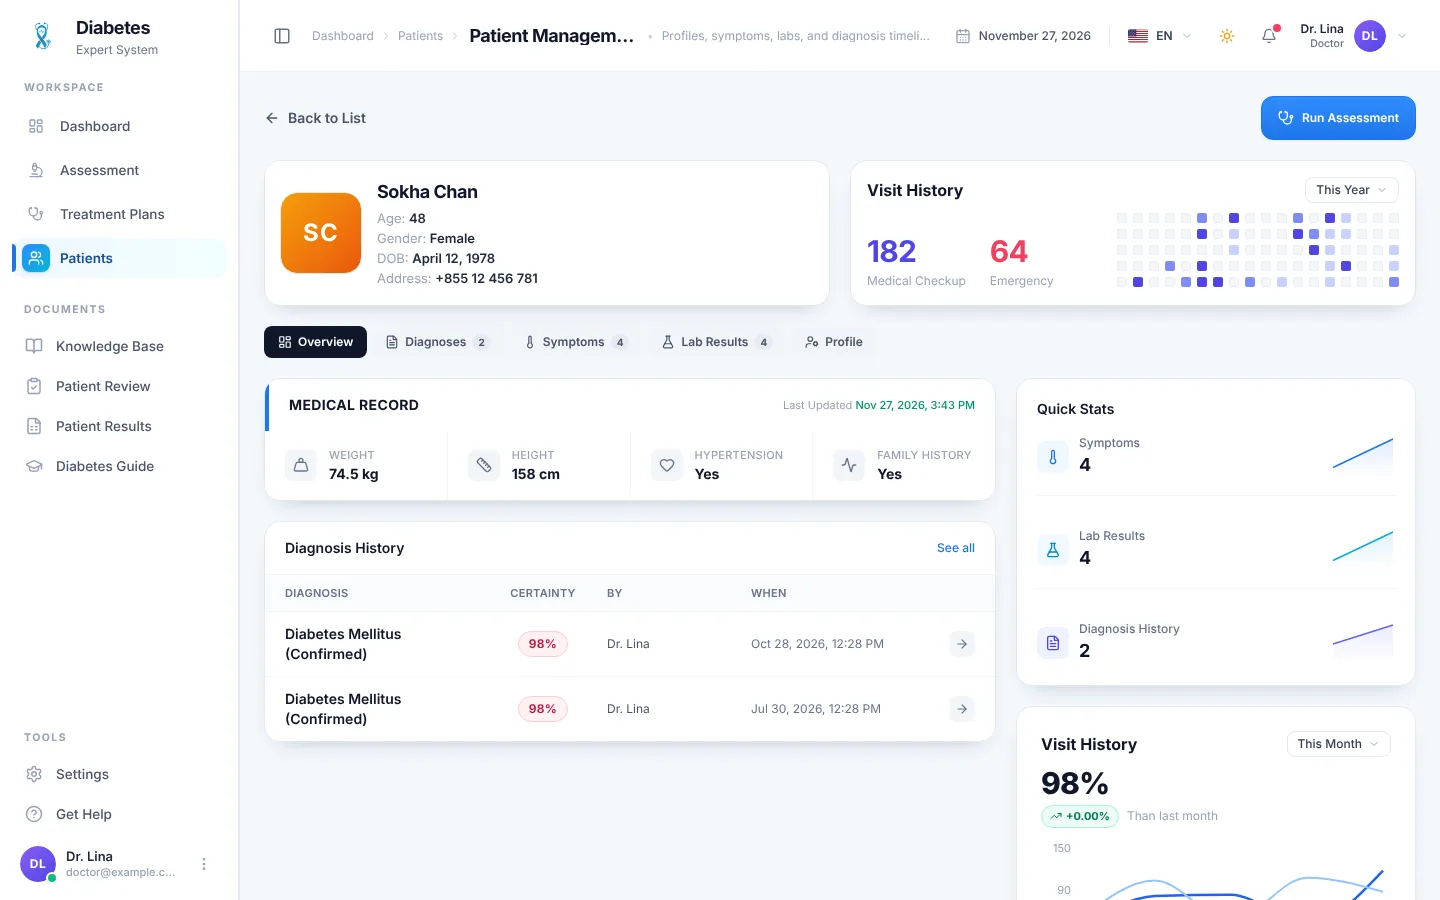 Diabetes
Expert System
WORKSPACE
Dashboard
Assessment
Treatment Plans
Patients
DOCUMENTS
Knowledge Base
Patient Review
Patient Results
Diabetes Guide
TOOLS
Settings
Get Help
DL
Dr. Lina
doctor@example.c...
Dashboard
Patients
Patient Managem...
• Profiles, symptoms, labs, and diagnosis timeli...
November 27, 2026
EN
Dr. Lina
Doctor
DL
Back to List
Run Assessment
SC
Sokha Chan
Age: 48
Gender: Female
DOB: April 12, 1978
Address: +855 12 456 781
Visit History
This Year
182
Medical Checkup
64
Emergency
Overview
Diagnoses 2
Symptoms 4
Lab Results 4
Profile
MEDICAL RECORD
Last Updated Nov 27, 2026, 3:43 PM
WEIGHT
74.5 kg
HEIGHT
158 cm
HYPERTENSION
Yes
FAMILY HISTORY
Yes
Diagnosis History
See all
DIAGNOSIS CERTAINTY BY WHEN
Diabetes Mellitus
(Confirmed)
98%
Dr. Lina
Oct 28, 2026, 12:28 PM
Diabetes Mellitus
(Confirmed)
98%
Dr. Lina
Jul 30, 2026, 12:28 PM
Quick Stats
Symptoms
4
Lab Results
4
Diagnosis History
2
Visit History
This Month
98%
+0.00%
Than last month
150
90